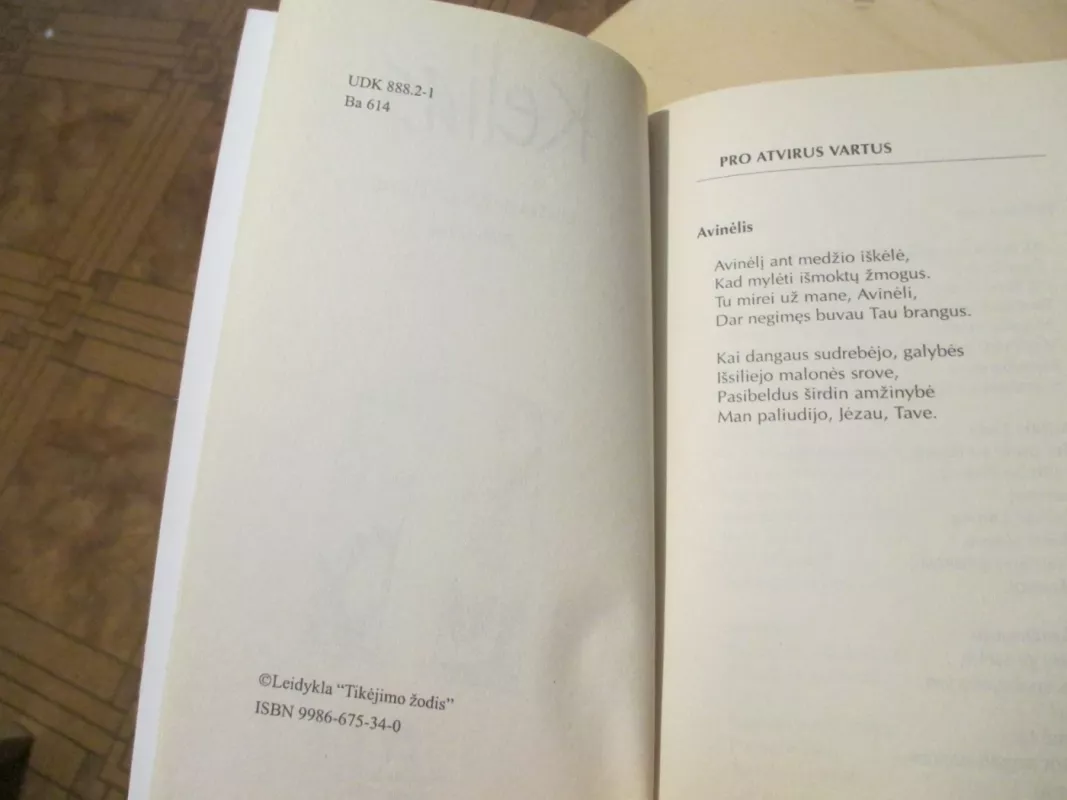 UDK 888.2-1
Ba 614
©Leidykla “Tikėjimo žodis”
ISBN 9986-675-34-0
PRO ATVIRUS VARTUS
Avinėlis
Avinėlį ant medžio iškėlė,
Kad mylėti išmoktų žmogus.
Tu mirei už mane, Avinėli,
Dar negimęs buvau Tau brangus.
Kai dangaus sudrebėjo, galybės
Išsiliejo malonės srove,
Pasibeldus širdin amžinybė
Man paliudijo, Jėzau, Tave.